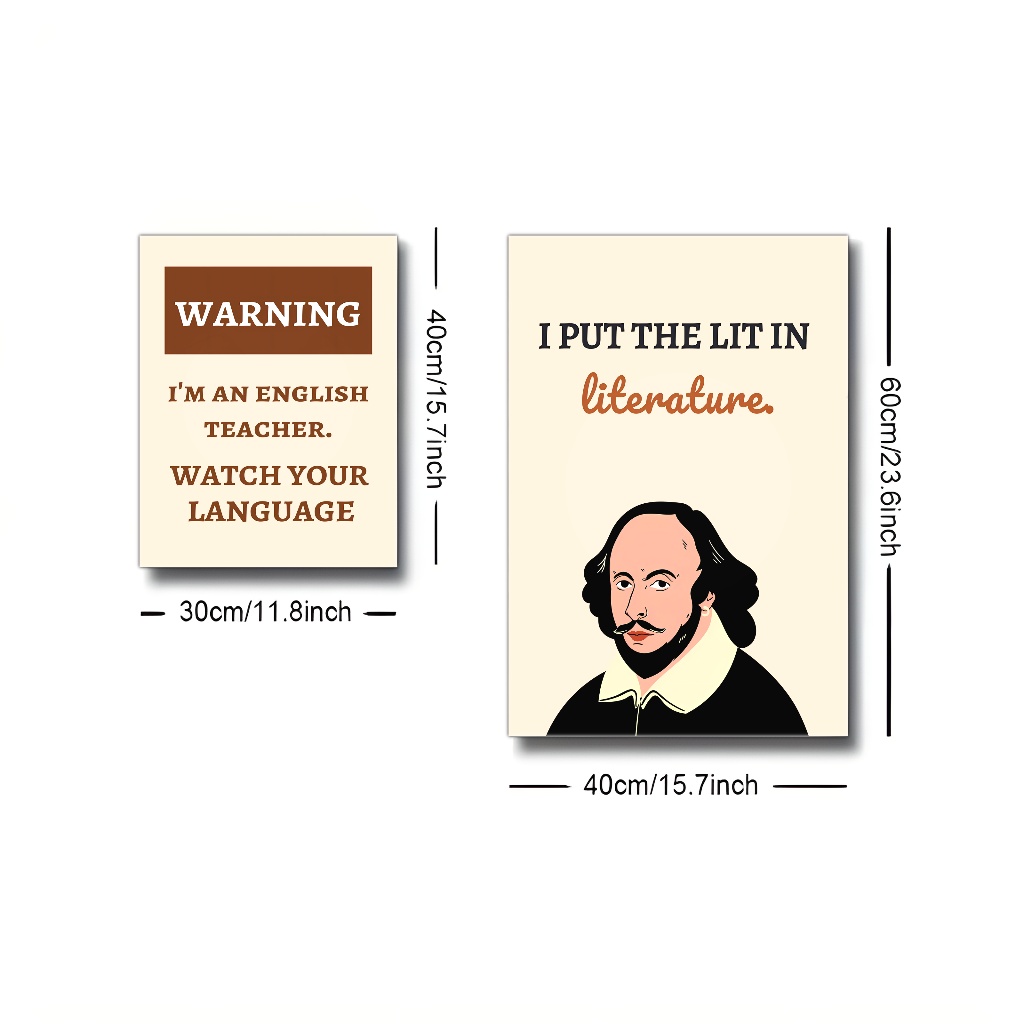 WARNING
I'M AN ENGLISH
TEACHER.
WATCH YOUR
LANGUAGE
40cm/15.7inch
30cm/11.8inch
I PUT THE LIT IN
literature.
60cm/23.6inch
40cm/15.7inch